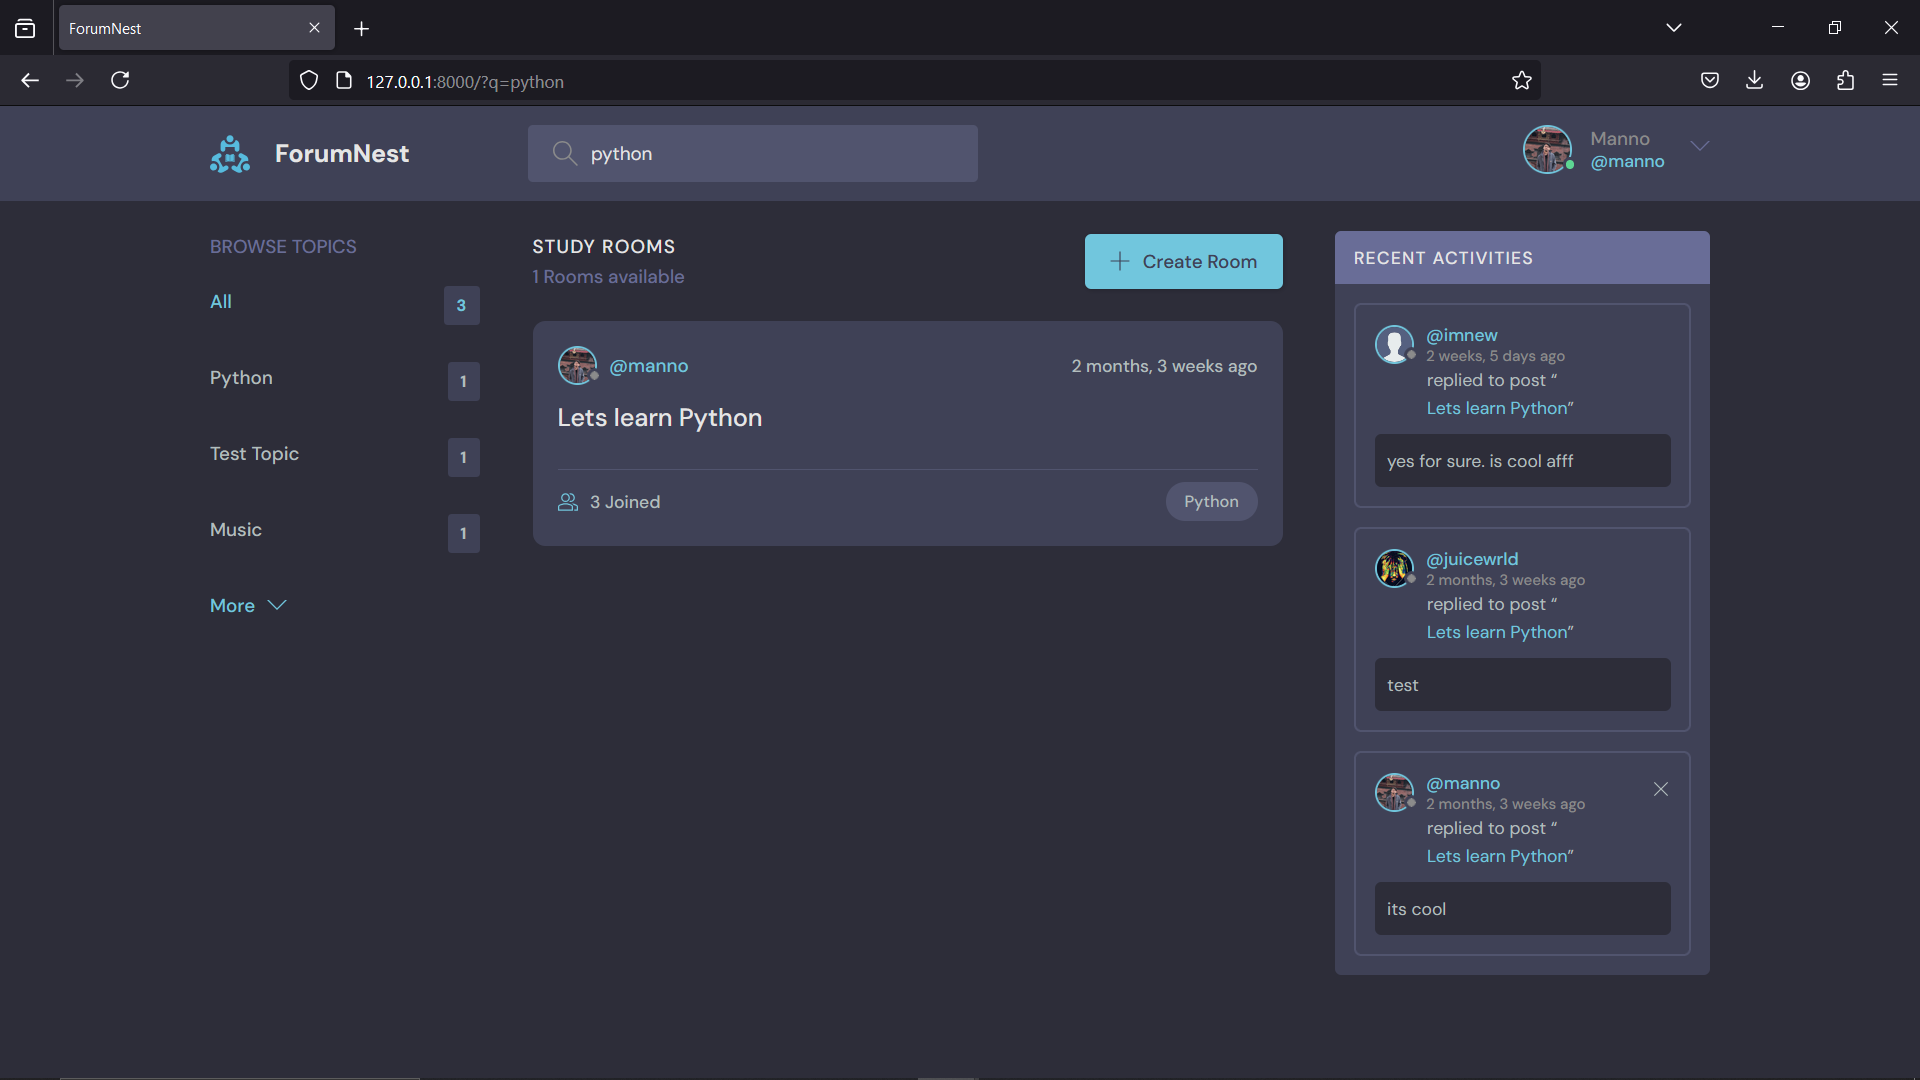 ForumNest
127.0.0.1:8000/?q=python
ForumNest
python
Manno
@manno
BROWSE TOPICS
All 3
Python 1
Test Topic 1
Music 1
More
STUDY ROOMS
1 Rooms available
Create Room
@manno
2 months, 3 weeks ago
Lets learn Python
3 Joined
Python
RECENT ACTIVITIES
@imnew
2 weeks, 5 days ago
replied to post “
Lets learn Python”
yes for sure. is cool afff
@juicewrld
2 months, 3 weeks ago
replied to post “
Lets learn Python”
test
@manno
2 months, 3 weeks ago
replied to post “
Lets learn Python”
its cool